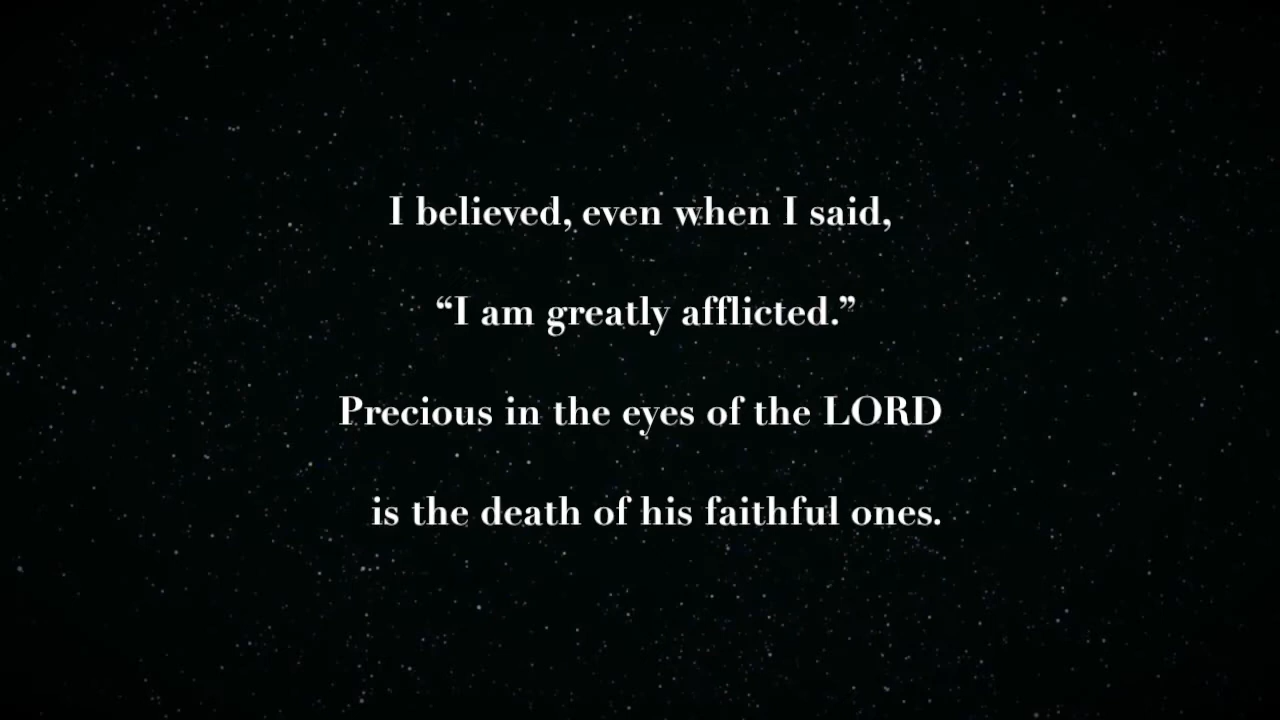 I believed, even when I said,
“I am greatly afflicted.”
Precious in the eyes of the LORD
is the death of his faithful ones.